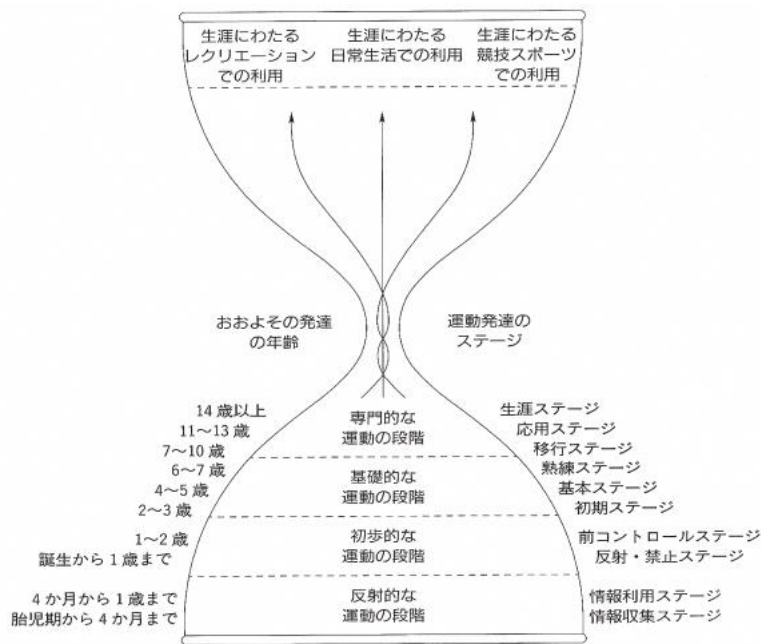 生涯にわたる
レクリエーション
での利用
生涯にわたる
日常生活での利用
生涯にわたる
競技スポーツ
での利用
おおよその発達
の年齢
運動発達の
ステージ
14 歳以上
11〜13 歳
7〜10 歳
6〜7 歳
4〜5 歳
2〜3 歳
1〜2 歳
誕生から 1 歳まで
4 か月から 1 歳まで
胎児期から 4 か月まで
専門的な
運動の段階
基礎的な
運動の段階
初歩的な
運動の段階
反射的な
運動の段階
生涯ステージ
応用ステージ
移行ステージ
熟練ステージ
基本ステージ
初期ステージ
前コントロールステージ
反射・禁止ステージ
情報利用ステージ
情報収集ステージ